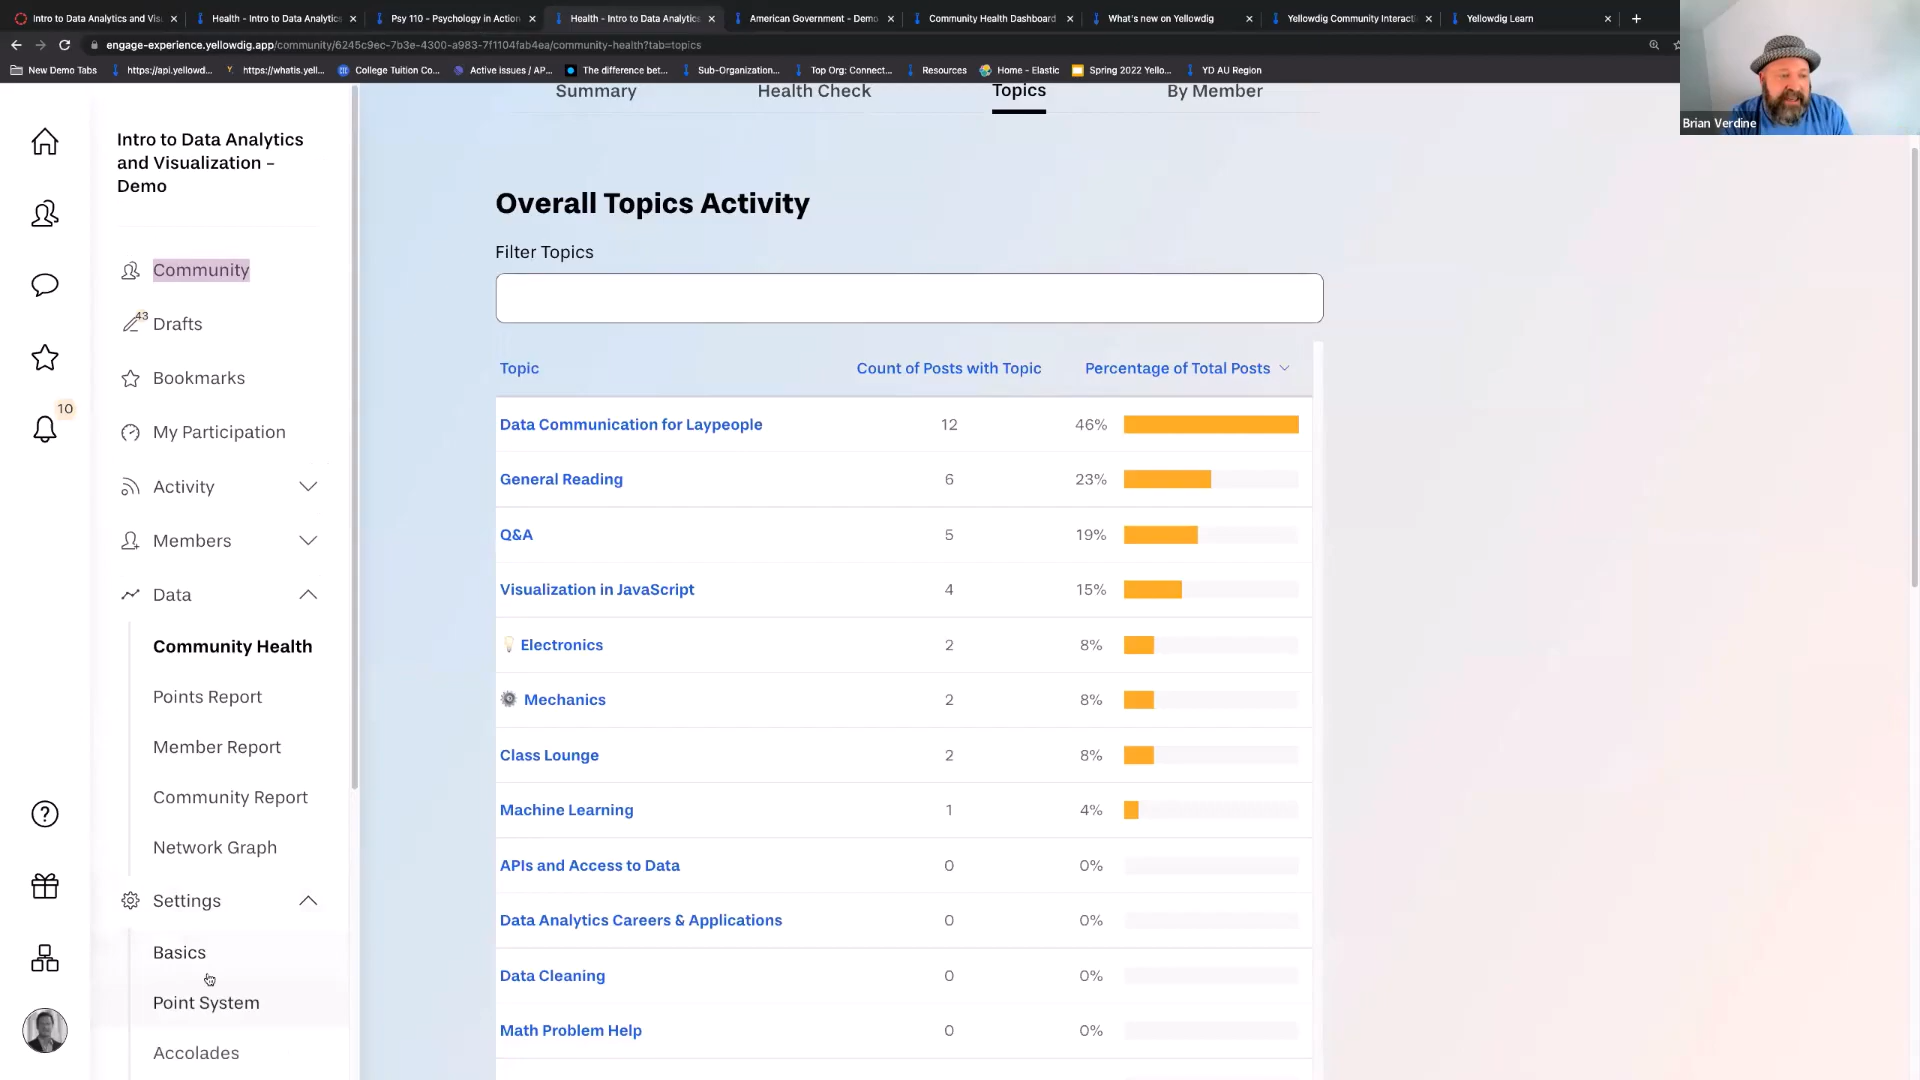 Intro to Data Analytics and Vis
Health - Intro to Data Analytics
Psy 110 - Psychology in Action
Health - Intro to Data Analytics
American Government - Demo
Community Health Dashboard
What's new on Yellowdig
Yellowdig Community Interacti
Yellowdig Learn
engage-experience.yellowdig.app/community/6245c9ec-7b3e-4300-a983-7f1104fab4ea/community-health?tab=topics
New Demo Tabs
https://api.yellowd...
https://whatis.yell...
College Tuition Co...
Active issues / AP...
The difference bet...
Sub-Organization...
Top Org: Connect...
Resources
Home - Elastic
Spring 2022 Yello...
YD AU Region
Brian Verdine
Summary
Health Check
Topics
By Member
Intro to Data Analytics
and Visualization –
Demo
Community
43
Drafts
Bookmarks
10
My Participation
Activity
Members
Data
Community Health
Points Report
Member Report
Community Report
Network Graph
Settings
Basics
Point System
Accolades
Overall Topics Activity
Filter Topics
Topic Count of Posts with Topic Percentage of Total Posts
Data Communication for Laypeople 12 46%
General Reading 6 23%
Q&A 5 19%
Visualization in JavaScript 4 15%
Electronics 2 8%
Mechanics 2 8%
Class Lounge 2 8%
Machine Learning 1 4%
APIs and Access to Data 0 0%
Data Analytics Careers & Applications 0 0%
Data Cleaning 0 0%
Math Problem Help 0 0%